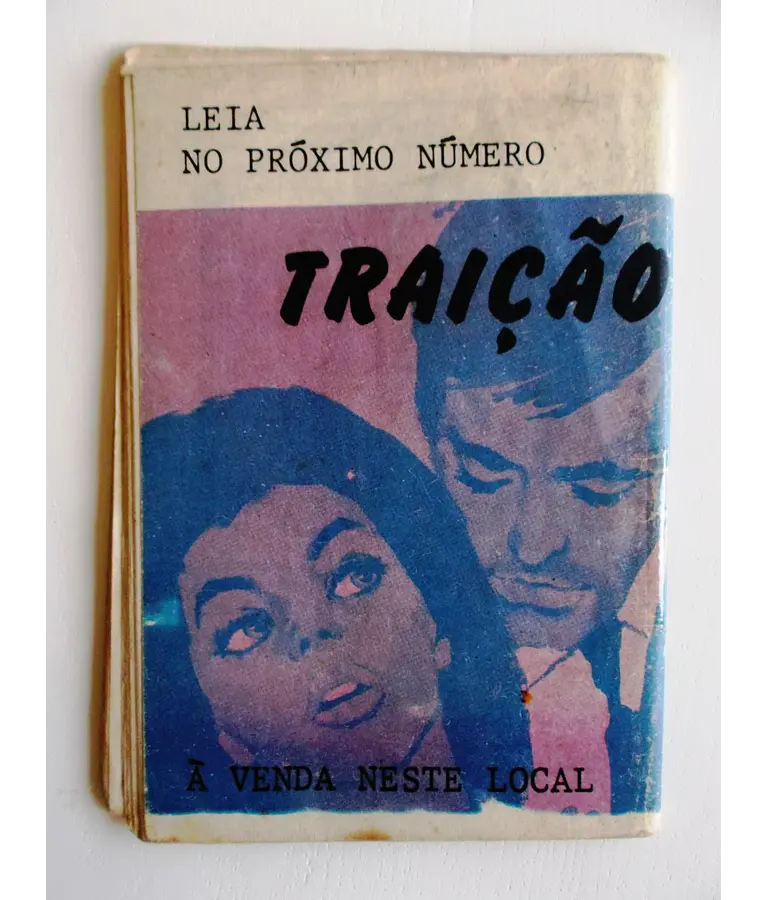 LEIA
NO PRÓXIMO NÚMERO
TRAIÇÃO
À VENDA NESTE LOCAL